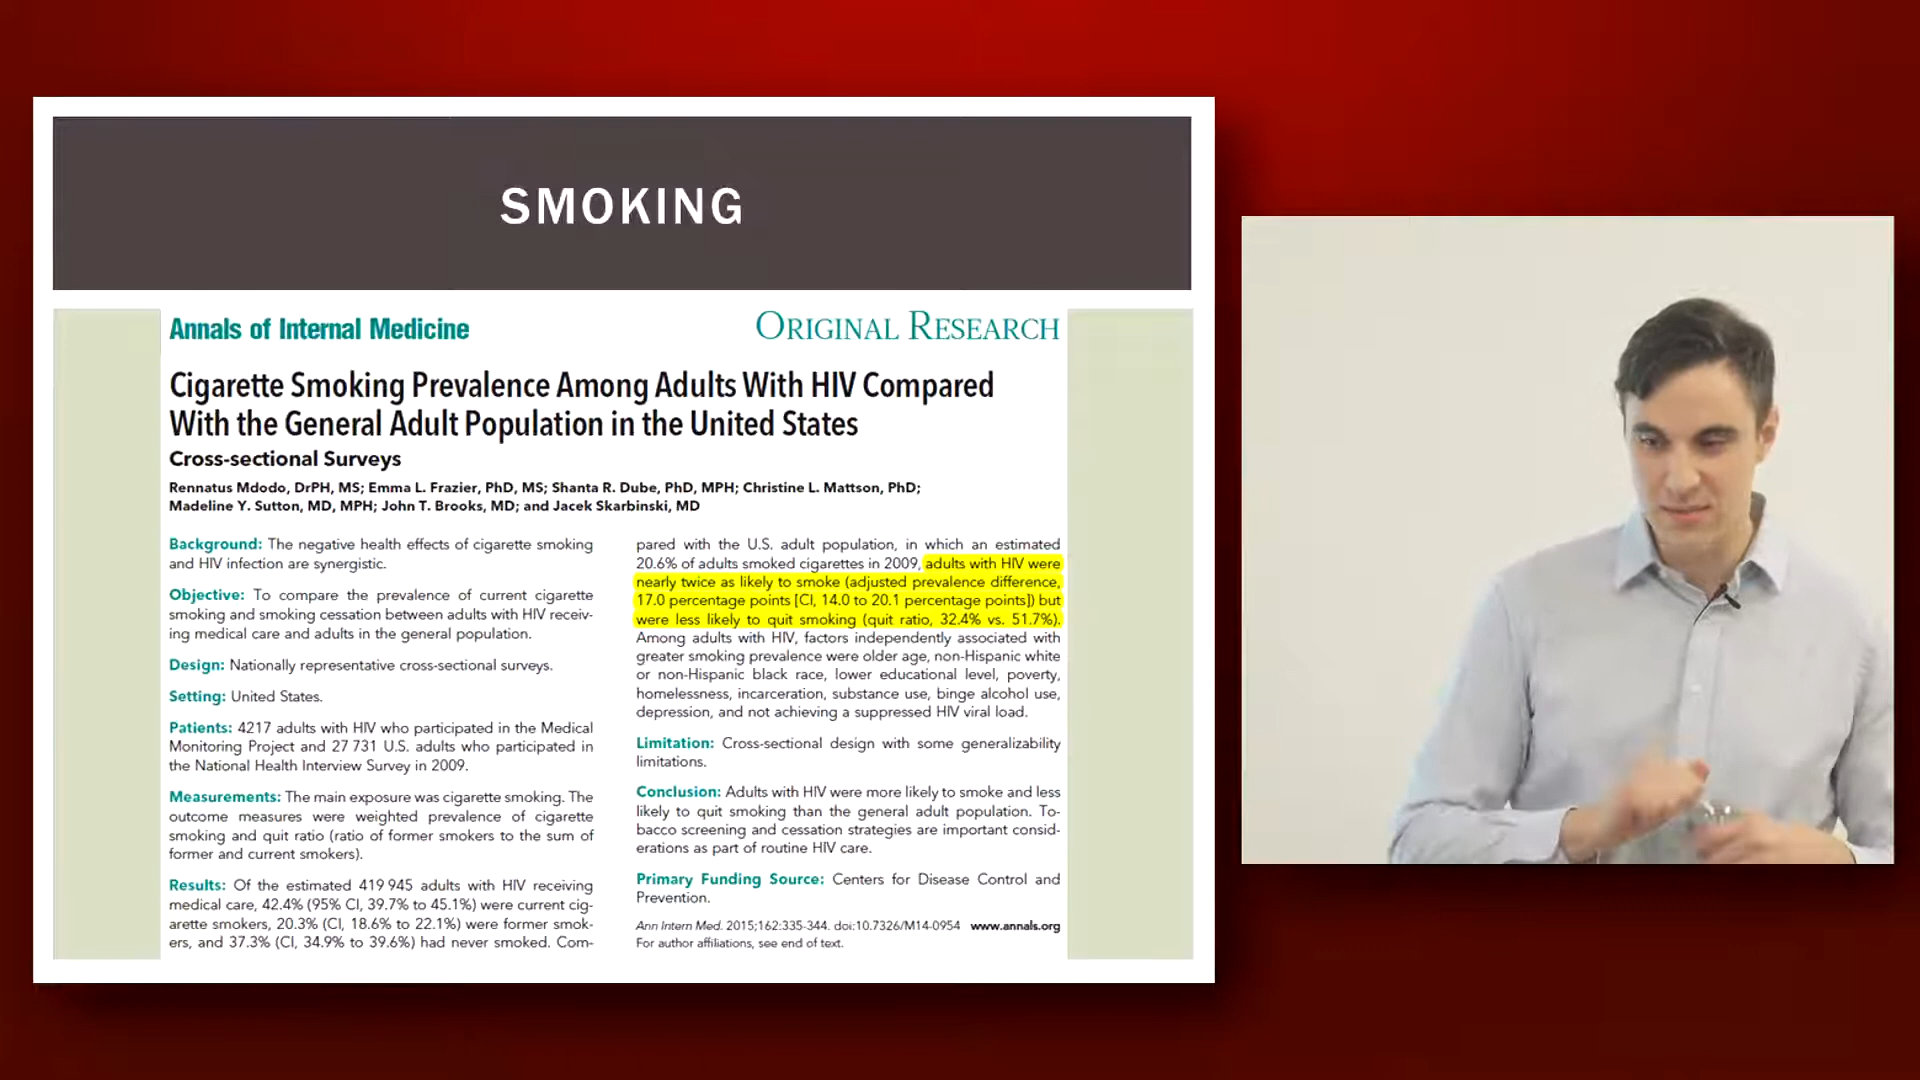 SMOKING
Annals of Internal Medicine
ORIGINAL RESEARCH
Cigarette Smoking Prevalence Among Adults With HIV Compared
With the General Adult Population in the United States
Cross-sectional Surveys
Rennatus Mdodo, DrPH, MS; Emma L. Frazier, PhD, MS; Shanta R. Dube, PhD, MPH; Christine L. Mattson, PhD;
Madeline Y. Sutton, MD, MPH; John T. Brooks, MD; and Jacek Skarbinski, MD
Background: The negative health effects of cigarette smoking
and HIV infection are synergistic.
Objective: To compare the prevalence of current cigarette
smoking and smoking cessation between adults with HIV receiv-
ing medical care and adults in the general population.
Design: Nationally representative cross-sectional surveys.
Setting: United States.
Patients: 4217 adults with HIV who participated in the Medical
Monitoring Project and 27 731 U.S. adults who participated in
the National Health Interview Survey in 2009.
Measurements: The main exposure was cigarette smoking. The
outcome measures were weighted prevalence of cigarette
smoking and quit ratio (ratio of former smokers to the sum of
former and current smokers).
Results: Of the estimated 419 945 adults with HIV receiving
medical care, 42.4% (95% CI, 39.7% to 45.1%) were current cig-
arette smokers, 20.3% (CI, 18.6% to 22.1%) were former smok-
ers, and 37.3% (CI, 34.9% to 39.6%) had never smoked. Com-
pared with the U.S. adult population, in which an estimated
20.6% of adults smoked cigarettes in 2009, adults with HIV were
nearly twice as likely to smoke (adjusted prevalence difference,
17.0 percentage points [CI, 14.0 to 20.1 percentage points]) but
were less likely to quit smoking (quit ratio, 32.4% vs. 51.7%).
Among adults with HIV, factors independently associated with
greater smoking prevalence were older age, non-Hispanic white
or non-Hispanic black race, lower educational level, poverty,
homelessness, incarceration, substance use, binge alcohol use,
depression, and not achieving a suppressed HIV viral load.
Limitation: Cross-sectional design with some generalizability
limitations.
Conclusion: Adults with HIV were more likely to smoke and less
likely to quit smoking than the general adult population. To-
bacco screening and cessation strategies are important consid-
erations as part of routine HIV care.
Primary Funding Source: Centers for Disease Control and
Prevention.
Ann Intern Med. 2015;162:335-344. doi:10.7326/M14-0954 www.annals.org
For author affiliations, see end of text.